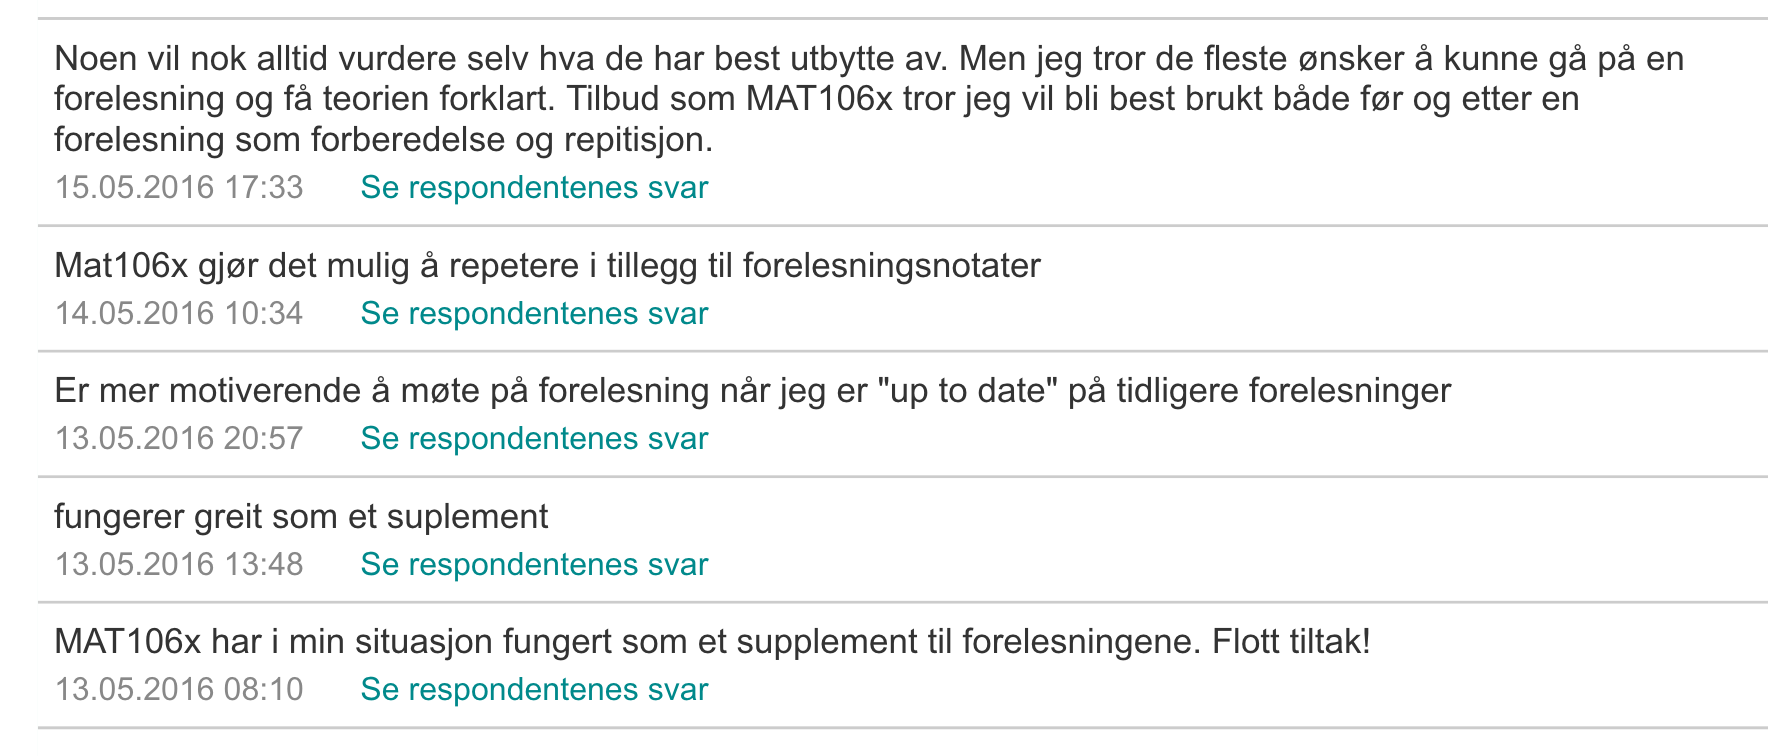 Noen vil nok alltid vurdere selv hva de har best utbytte av. Men jeg tror de fleste ønsker å kunne gå på en
forelesning og få teorien forklart. Tilbud som MAT106x tror jeg vil bli best brukt både før og etter en
forelesning som forberedelse og repitisjon.
15.05.2016 17:33 Se respondentenes svar
Mat106x gjør det mulig å repetere i tillegg til forelesningsnotater
14.05.2016 10:34 Se respondentenes svar
Er mer motiverende å møte på forelesning når jeg er "up to date" på tidligere forelesninger
13.05.2016 20:57 Se respondentenes svar
fungerer greit som et suplement
13.05.2016 13:48 Se respondentenes svar
MAT106x har i min situasjon fungert som et supplement til forelesningene. Flott tiltak!
13.05.2016 08:10 Se respondentenes svar